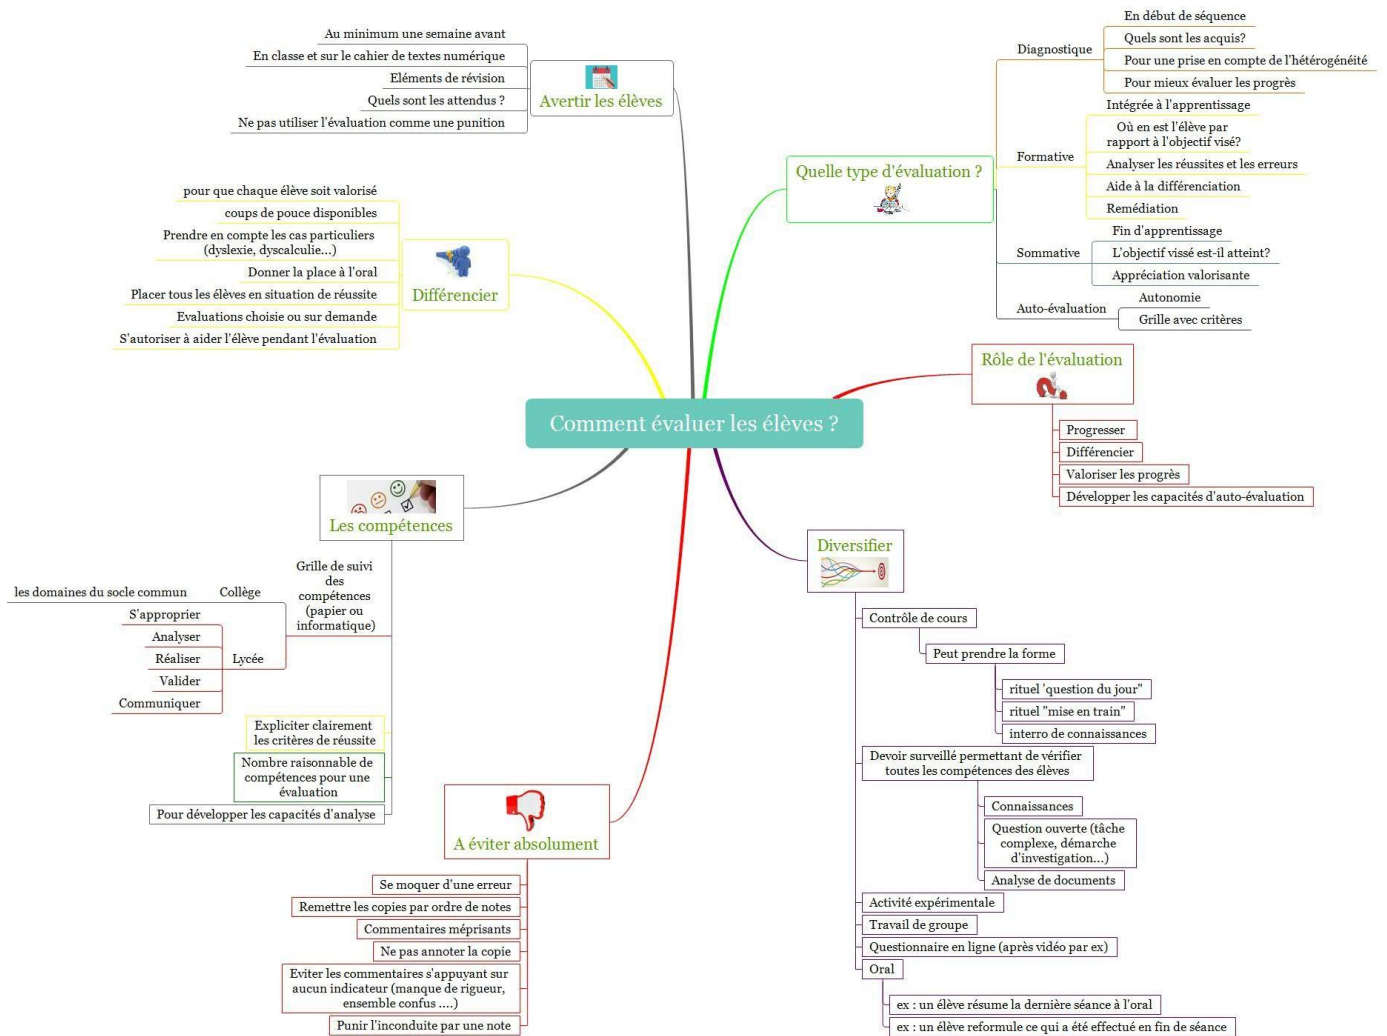 Comment évaluer les élèves ?
Avertir les élèves
Au minimum une semaine avant
En classe et sur le cahier de textes numérique
Eléments de révision
Quels sont les attendus ?
Ne pas utiliser l'évaluation comme une punition
Différencier
pour que chaque élève soit valorisé
coups de pouce disponibles
Prendre en compte les cas particuliers
(dyslexie, dyscalculie...)
Donner la place à l'oral
Placer tous les élèves en situation de réussite
Evaluations choisie ou sur demande
S'autoriser à aider l'élève pendant l'évaluation
Les compétences
Grille de suivi
des
compétences
(papier ou
informatique)
Collège
les domaines du socle commun
Lycée
S'approprier
Analyser
Réaliser
Valider
Communiquer
Expliciter clairement
les critères de réussite
Nombre raisonnable de
compétences pour une
évaluation
Pour développer les capacités d'analyse
A éviter absolument
Se moquer d'une erreur
Remettre les copies par ordre de notes
Commentaires méprisants
Ne pas annoter la copie
Eviter les commentaires s'appuyant sur
aucun indicateur (manque de rigueur,
ensemble confus ....)
Punir l'inconduite par une note
Quelle type d'évaluation ?
Diagnostique
En début de séquence
Quels sont les acquis?
Pour une prise en compte de l'hétérogénéité
Pour mieux évaluer les progrès
Formative
Intégrée à l'apprentissage
Où en est l'élève par
rapport à l'objectif visé?
Analyser les réussites et les erreurs
Aide à la différenciation
Remédiation
Sommative
Fin d'apprentissage
L'objectif vissé est-il atteint?
Appréciation valorisante
Auto-évaluation
Autonomie
Grille avec critères
Rôle de l'évaluation
Progresser
Différencier
Valoriser les progrès
Développer les capacités d'auto-évaluation
Diversifier
Contrôle de cours
Peut prendre la forme
rituel 'question du jour"
rituel "mise en train"
interro de connaissances
Devoir surveillé permettant de vérifier
toutes les compétences des élèves
Connaissances
Question ouverte (tâche
complexe, démarche
d'investigation...)
Analyse de documents
Activité expérimentale
Travail de groupe
Questionnaire en ligne (après vidéo par ex)
Oral
ex : un élève résume la dernière séance à l'oral
ex : un élève reformule ce qui a été effectué en fin de séance